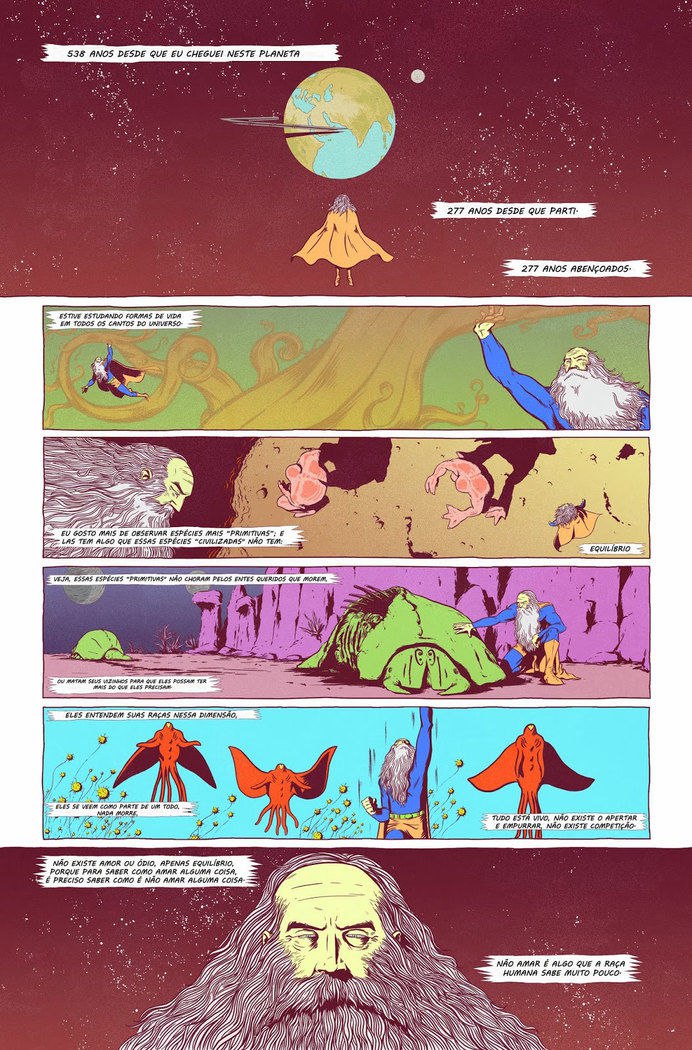 538 ANOS DESDE QUE EU CHEGUEI NESTE PLANETA
277 ANOS DESDE QUE PARTI.
277 ANOS ABENÇOADOS.
ESTIVE ESTUDANDO FORMAS DE VIDA
EM TODOS OS CANTOS DO UNIVERSO.
EU GOSTO MAIS DE OBSERVAR ESPÉCIES MAIS "PRIMITIVAS"; E
LAS TEM ALGO QUE ESSAS ESPÉCIES "CIVILIZADAS" NÃO TEM:
EQUILÍBRIO
VEJA, ESSAS ESPÉCIES "PRIMITIVAS" NÃO CHORAM PELOS ENTES QUERIDOS QUE MOREM,
OU MATAM SEUS VIZINHOS PARA QUE ELES POSSAM TER
MAIS DO QUE ELES PRECISAM.
ELES ENTENDEM SUAS RAÇAS NESSA DIMENSÃO,
ELES SE VEEM COMO PARTE DE UM TODO,
NADA MORRE,
TUDO ESTÁ VIVO, NÃO EXISTE O APERTAR
E EMPURRAR, NÃO EXISTE COMPETIÇÃO.
NÃO EXISTE AMOR OU ÓDIO, APENAS EQUILÍBRIO,
PORQUE PARA SABER COMO AMAR ALGUMA COISA,
É PRECISO SABER COMO É NÃO AMAR ALGUMA COISA.
NÃO AMAR É ALGO QUE A RAÇA
HUMANA SABE MUITO POUCO.